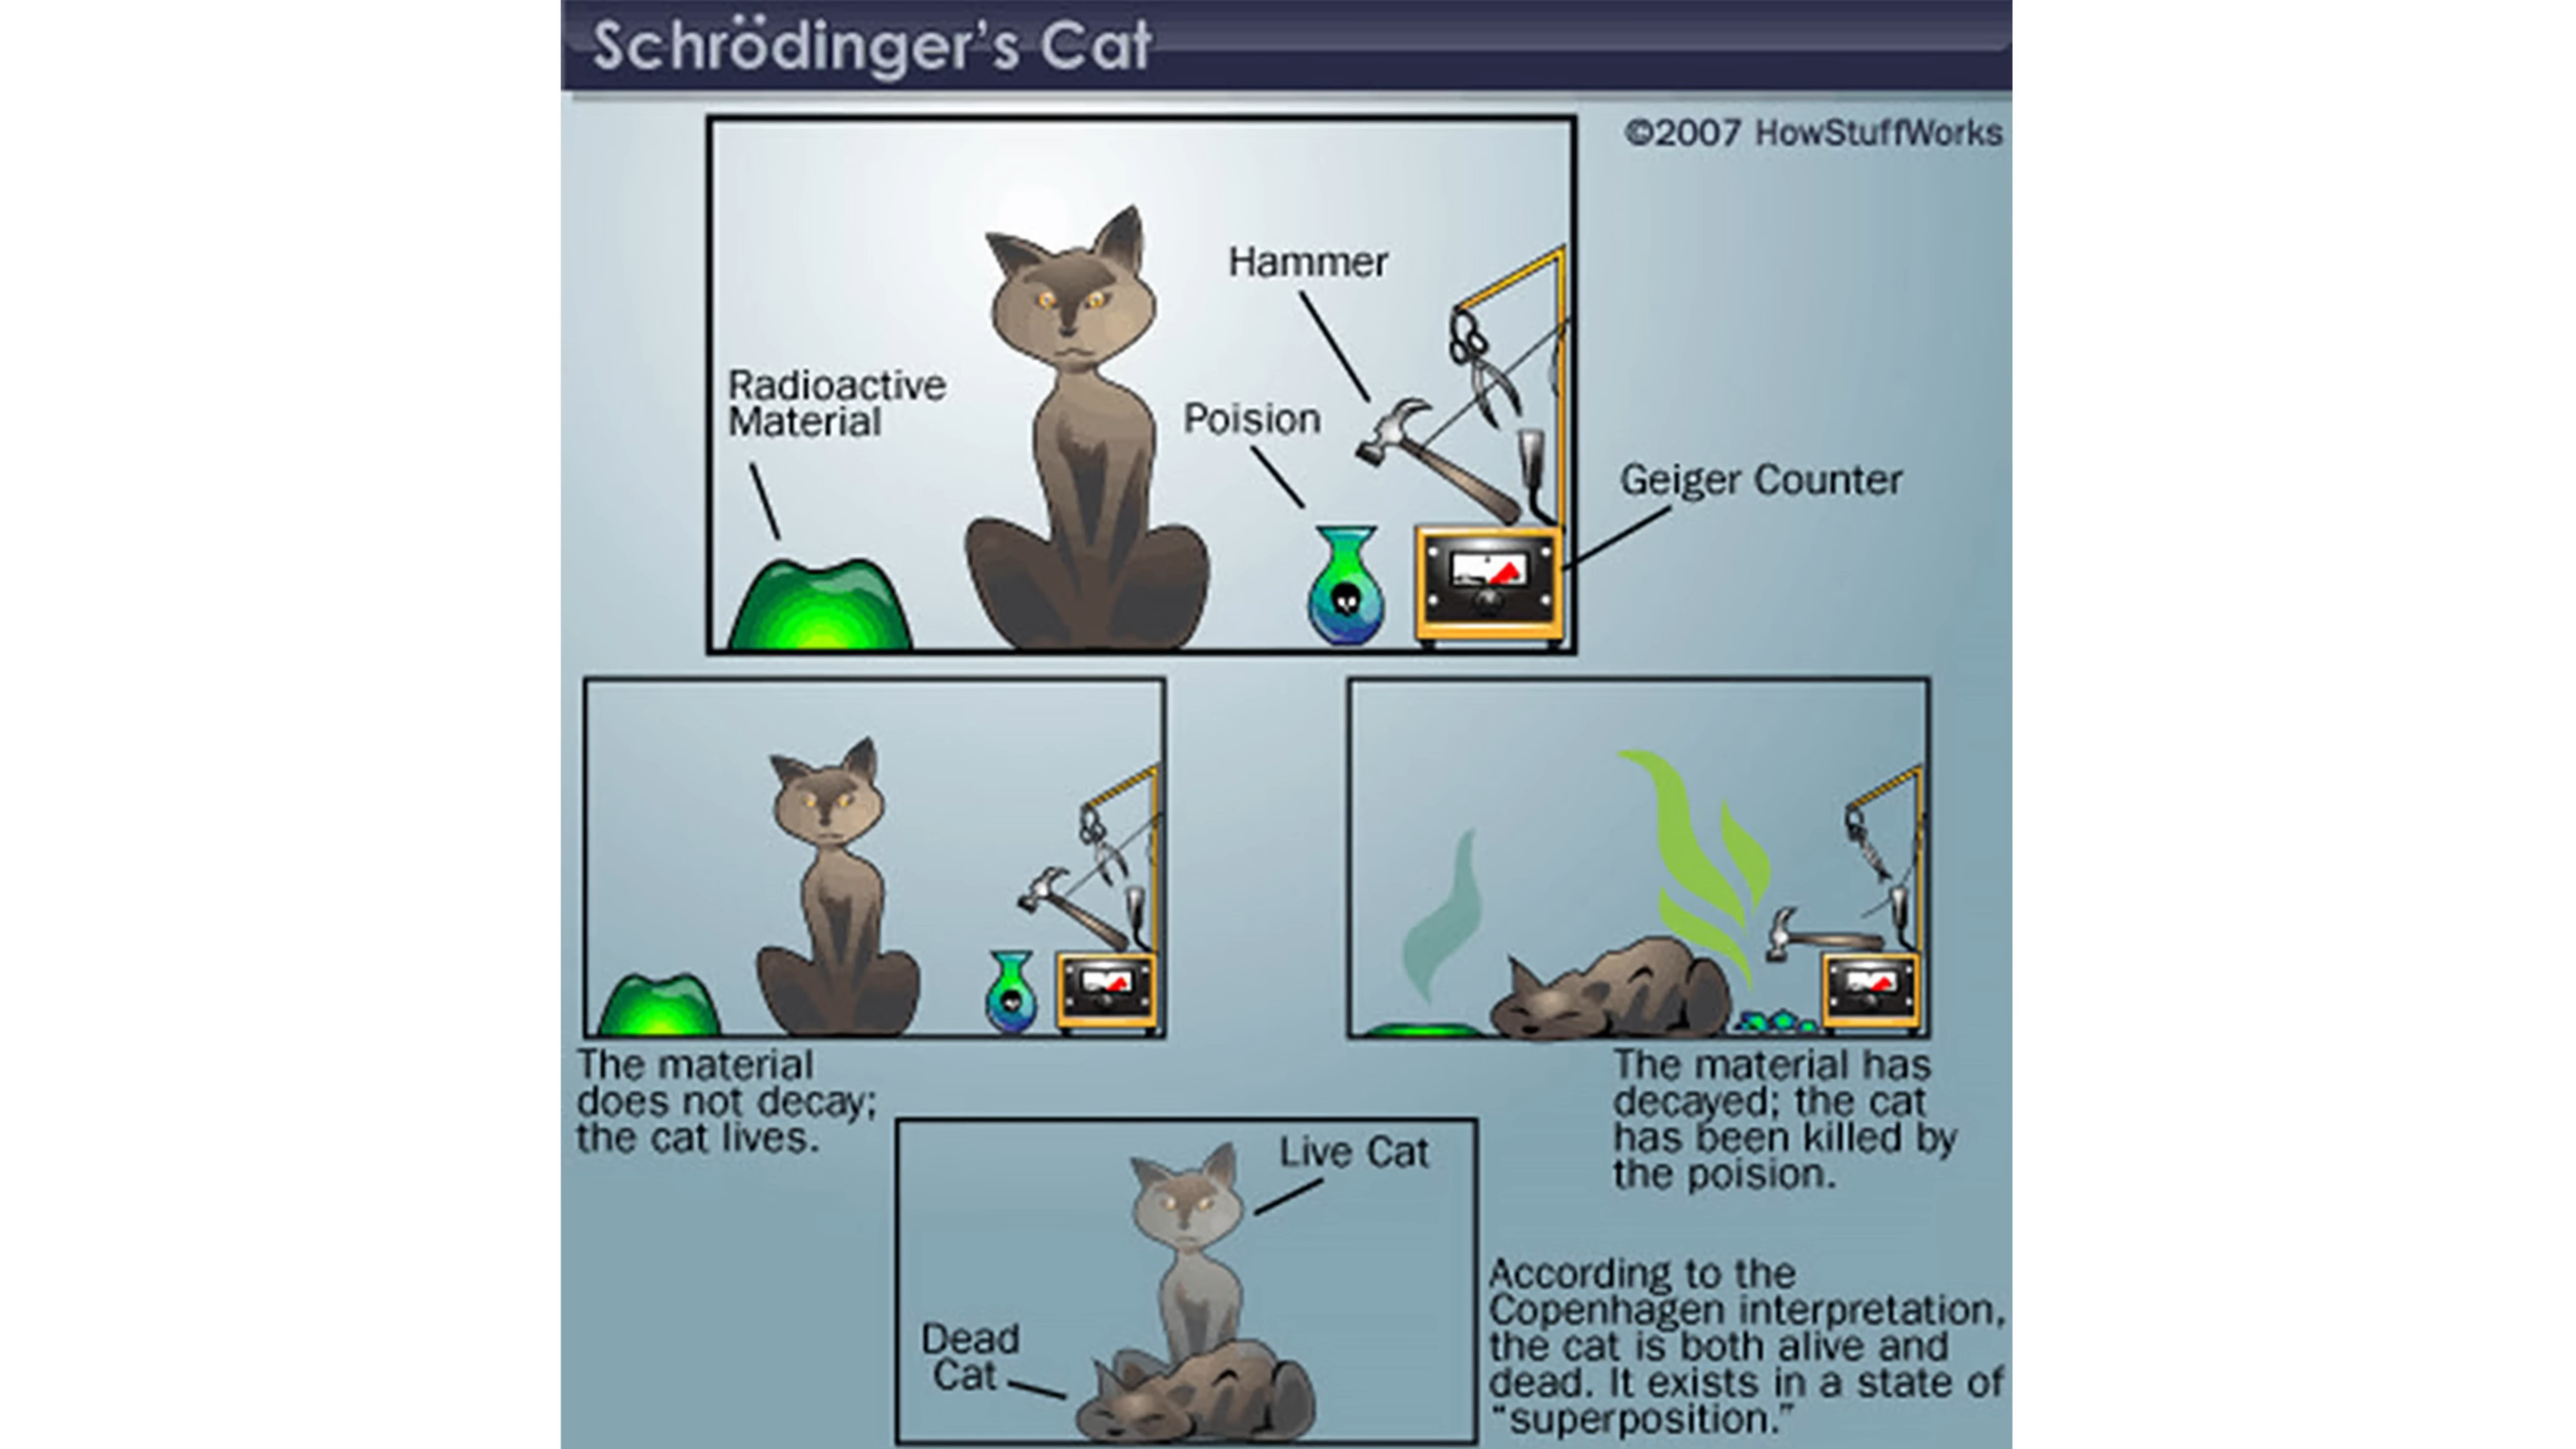 Schrödinger's Cat
©2007 HowStuffWorks
Hammer
Radioactive
Material
Poision
Geiger Counter
The material
does not decay;
the cat lives.
The material has
decayed; the cat
has been killed by
the poision.
Live Cat
Dead
Cat
According to the
Copenhagen interpretation,
the cat is both alive and
dead. It exists in a state of
“superposition.”